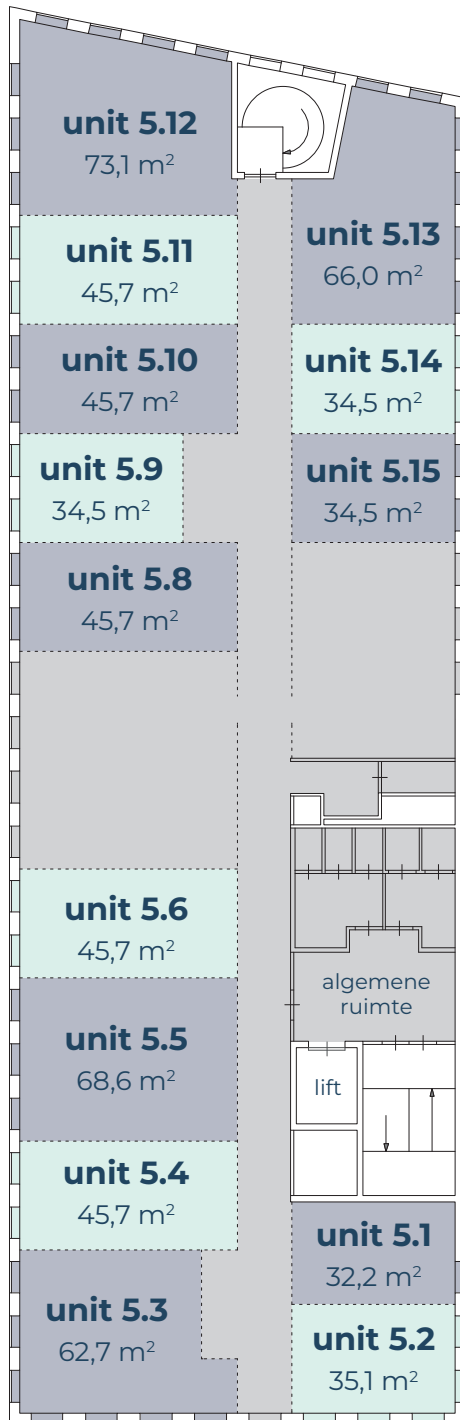 unit 5.12
73,1 m²
unit 5.11
45,7 m²
unit 5.10
45,7 m²
unit 5.9
34,5 m²
unit 5.8
45,7 m²
unit 5.6
45,7 m²
unit 5.5
68,6 m²
unit 5.4
45,7 m²
unit 5.3
62,7 m²
unit 5.13
66,0 m²
unit 5.14
34,5 m²
unit 5.15
34,5 m²
algemene
ruimte
lift
unit 5.1
32,2 m²
unit 5.2
35,1 m²